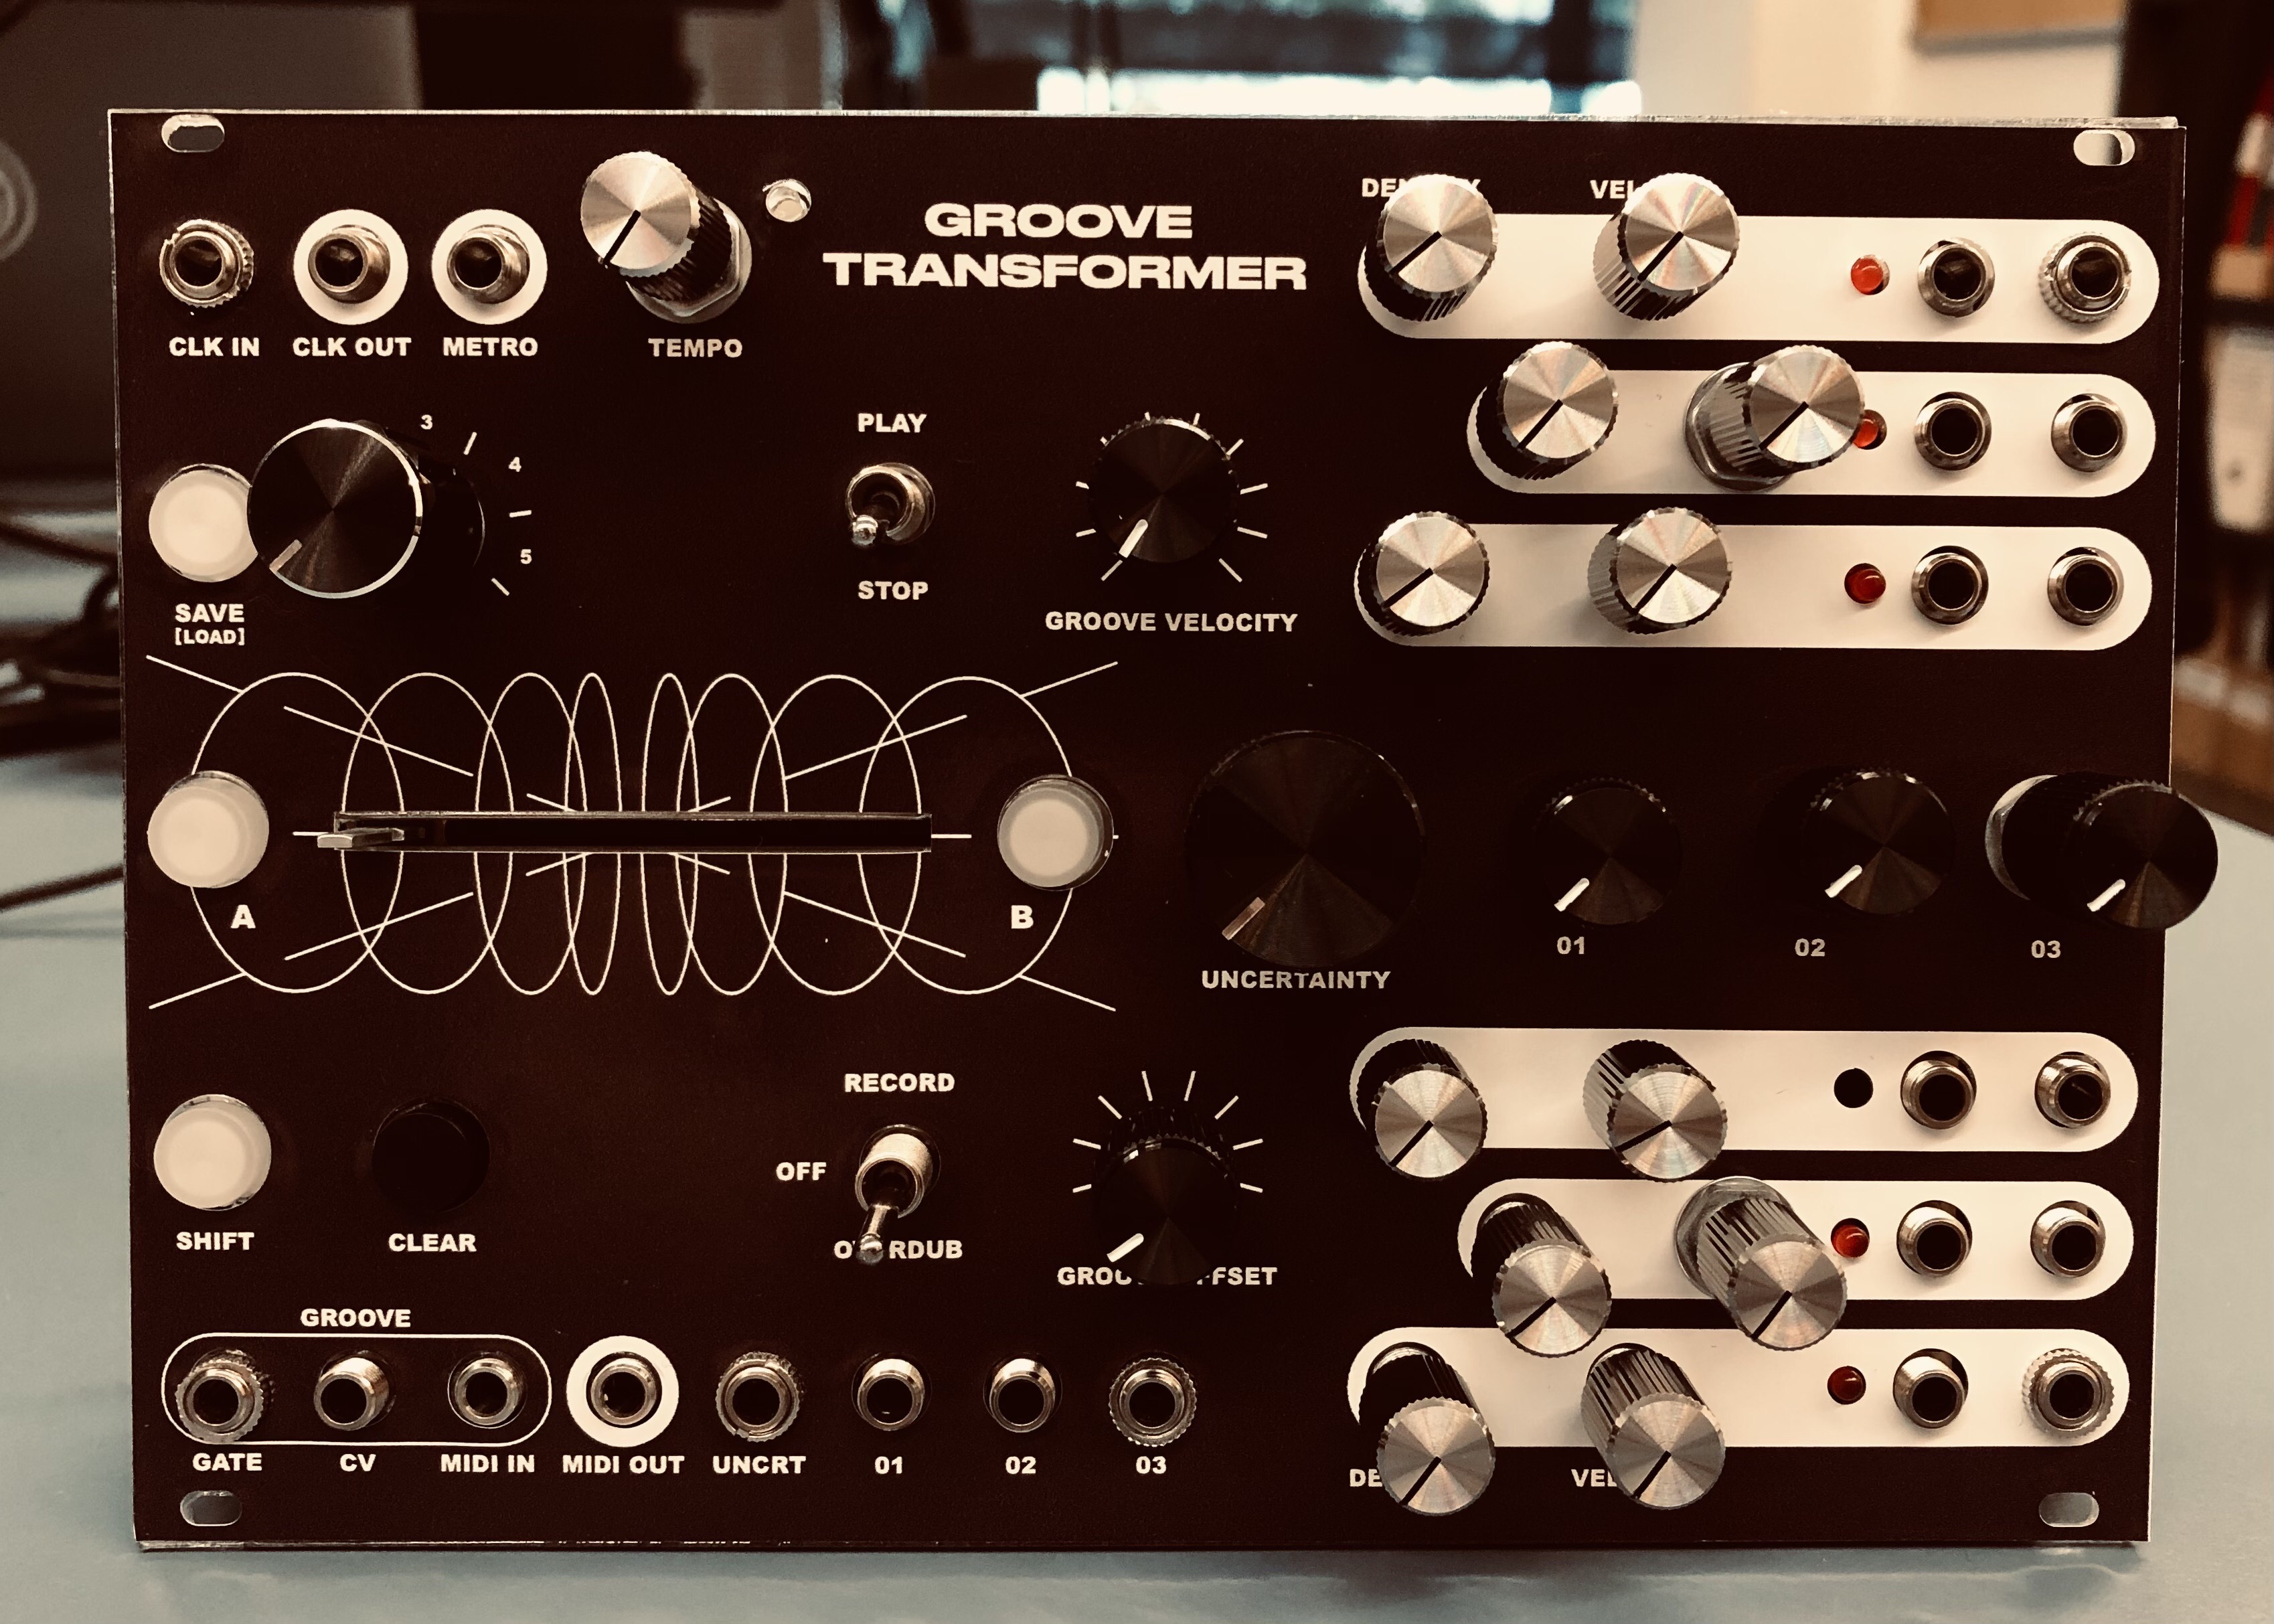 GROOVE
TRANSFORMER
CLK IN
CLK OUT
METRO
TEMPO
3
4
5
SAVE
[LOAD]
PLAY
STOP
GROOVE VELOCITY
A
B
UNCERTAINTY
01
02
03
SHIFT
CLEAR
RECORD
OFF
GROOVE
GATE
CV
MIDI IN
MIDI OUT
UNCRT
01
02
03